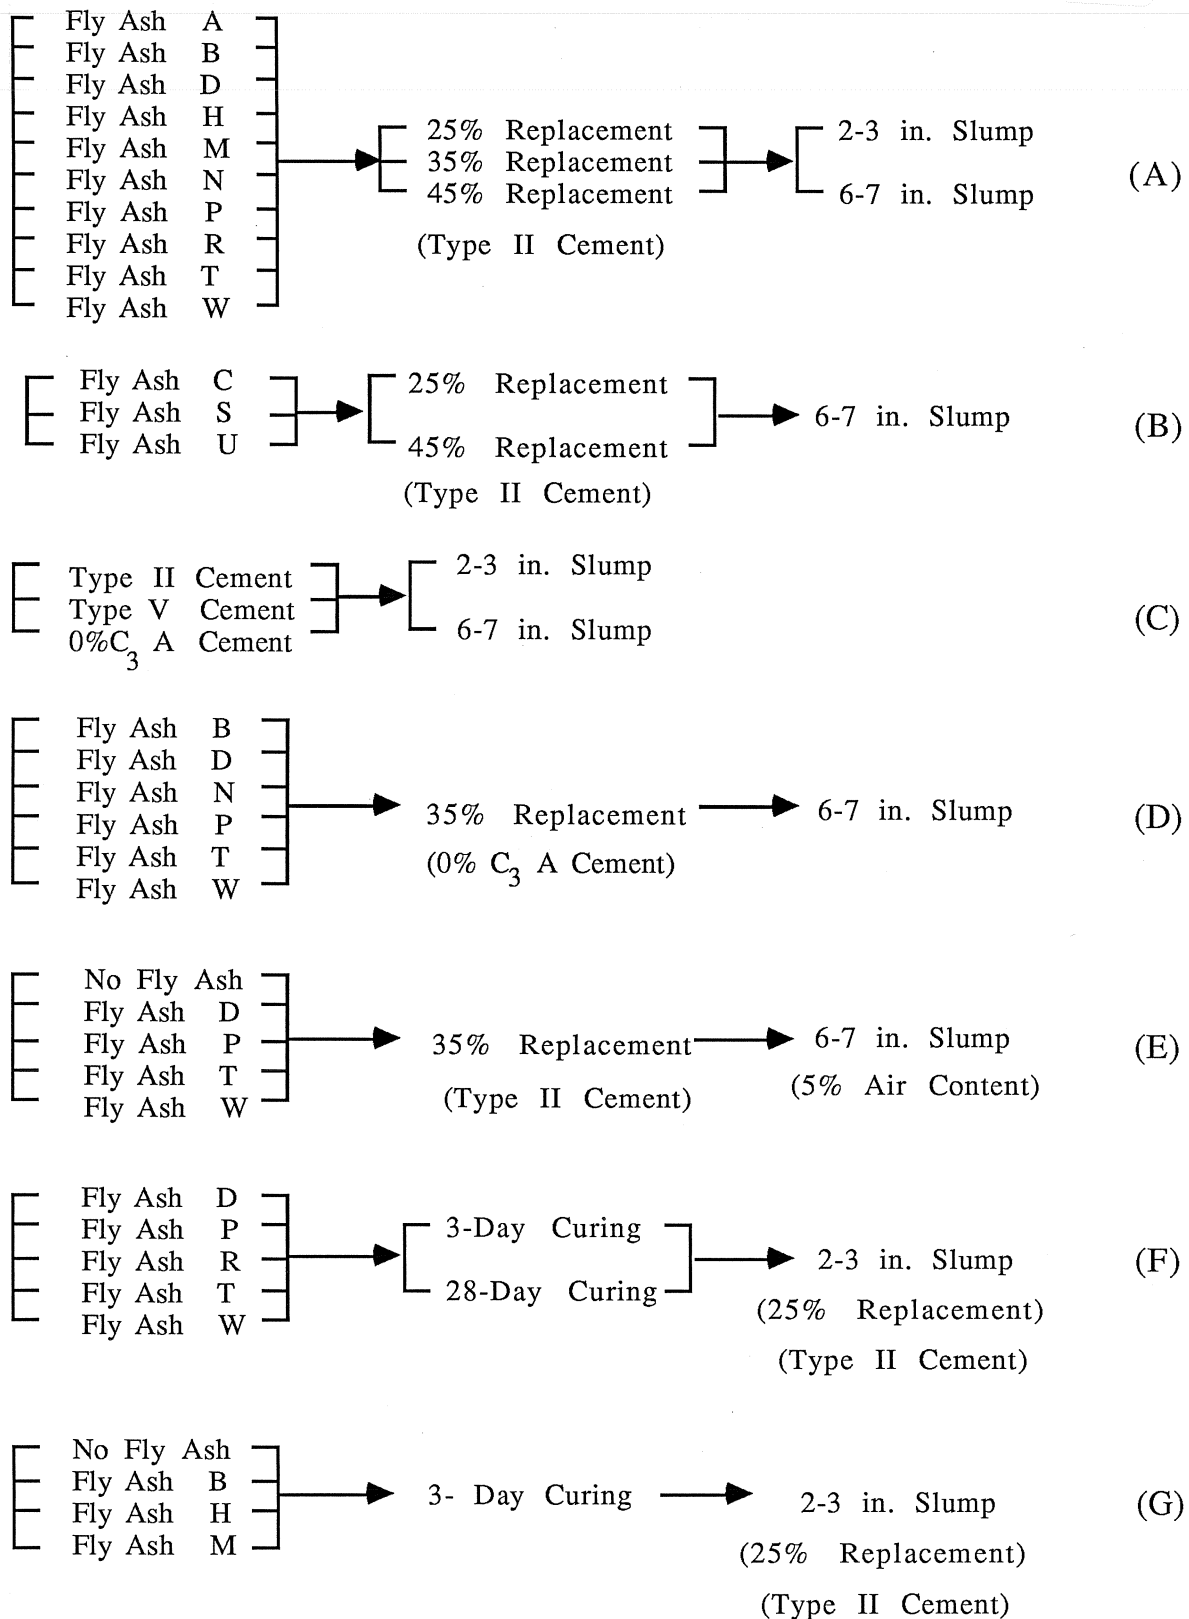 Fly Ash A
Fly Ash B
Fly Ash D
Fly Ash H
Fly Ash M
Fly Ash N
Fly Ash P
Fly Ash R
Fly Ash T
Fly Ash W
25% Replacement
35% Replacement
45% Replacement
(Type II Cement)
2-3 in. Slump
6-7 in. Slump
(A)
Fly Ash C
Fly Ash S
Fly Ash U
25% Replacement
45% Replacement
(Type II Cement)
6-7 in. Slump
(B)
Type II Cement
Type V Cement
0%C3 A Cement
2-3 in. Slump
6-7 in. Slump
(C)
Fly Ash B
Fly Ash D
Fly Ash N
Fly Ash P
Fly Ash T
Fly Ash W
35% Replacement
(0% C3 A Cement)
6-7 in. Slump
(D)
No Fly Ash
Fly Ash D
Fly Ash P
Fly Ash T
Fly Ash W
35% Replacement
(Type II Cement)
6-7 in. Slump
(5% Air Content)
(E)
Fly Ash D
Fly Ash P
Fly Ash R
Fly Ash T
Fly Ash W
3-Day Curing
28-Day Curing
2-3 in. Slump
(25% Replacement)
(Type II Cement)
(F)
No Fly Ash
Fly Ash B
Fly Ash H
Fly Ash M
3- Day Curing
2-3 in. Slump
(25% Replacement)
(Type II Cement)
(G)